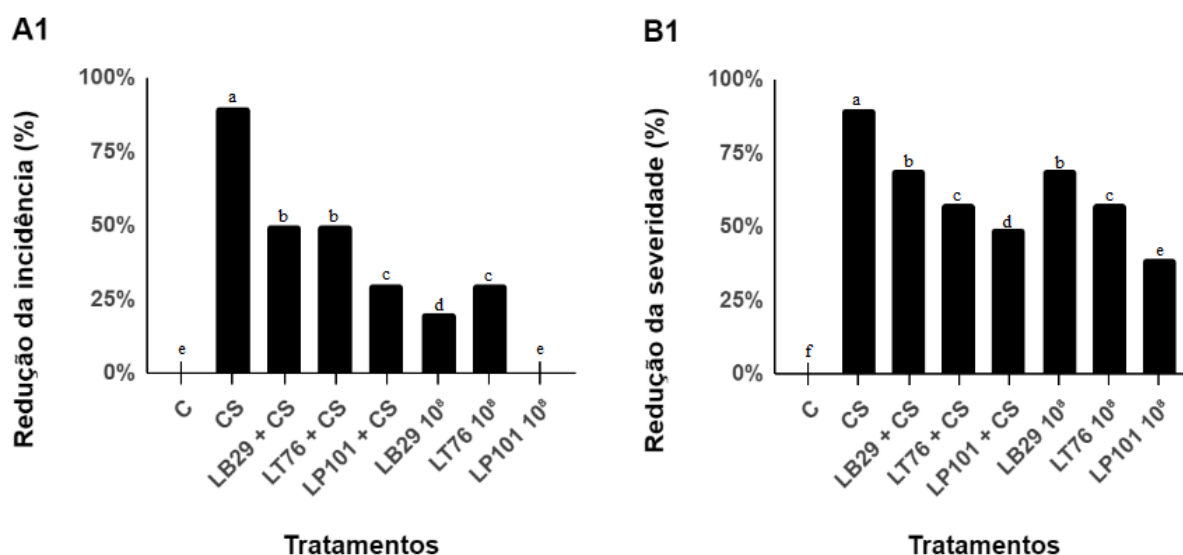 A1
Redução da incidência (%)
100%
75%
50%
25%
0%
e
a
b
b
c
d
c
e
C
CS
LB29 + CS
LT76 + CS
LP101 + CS
LB29 10⁸
LT76 10⁸
LP101 10⁸
Tratamentos
B1
Redução da severidade (%)
100%
75%
50%
25%
0%
f
a
b
c
d
b
c
e
C
CS
LB29 + CS
LT76 + CS
LP101 + CS
LB29 10⁸
LT76 10⁸
LP101 10⁸
Tratamentos